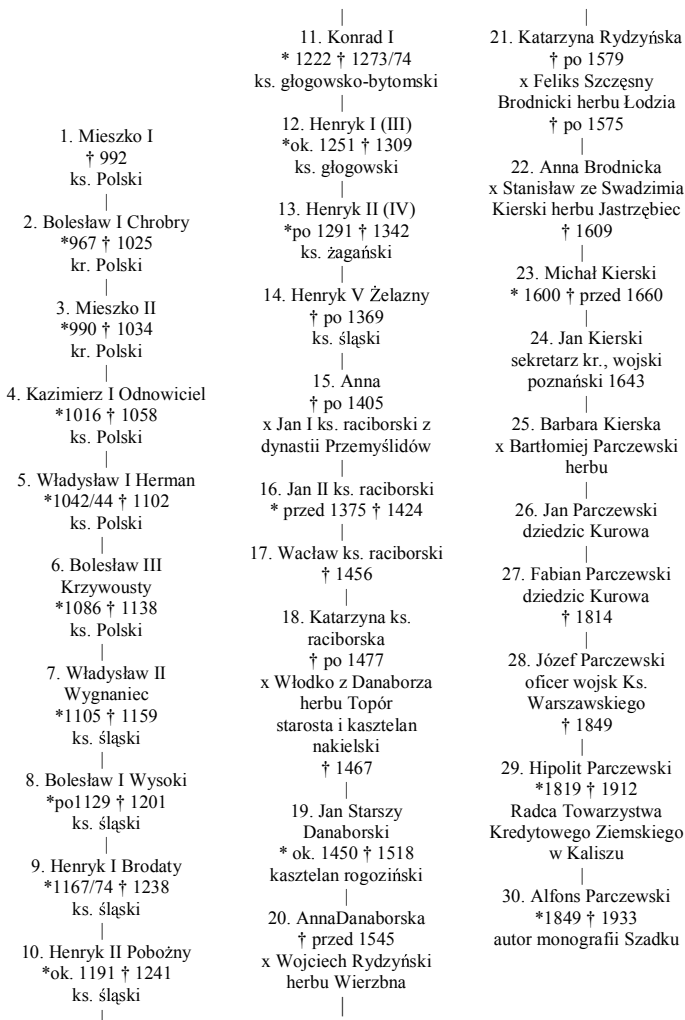 1. Mieszko I
† 992
ks. Polski
|
2. Bolesław I Chrobry
*967 † 1025
kr. Polski
|
3. Mieszko II
*990 † 1034
kr. Polski
|
4. Kazimierz I Odnowiciel
*1016 † 1058
ks. Polski
|
5. Władysław I Herman
*1042/44 † 1102
ks. Polski
|
6. Bolesław III
Krzywousty
*1086 † 1138
ks. Polski
|
7. Władysław II
Wygnaniec
*1105 † 1159
ks. śląski
|
8. Bolesław I Wysoki
*po1129 † 1201
ks. śląski
|
9. Henryk I Brodaty
*1167/74 † 1238
ks. śląski
|
10. Henryk II Pobożny
*ok. 1191 † 1241
ks. śląski
|
|
11. Konrad I
* 1222 † 1273/74
ks. głogowsko-bytomski
|
12. Henryk I (III)
*ok. 1251 † 1309
ks. głogowski
|
13. Henryk II (IV)
*po 1291 † 1342
ks. żagański
|
14. Henryk V Żelazny
† po 1369
ks. śląski
|
15. Anna
† po 1405
x Jan I ks. raciborski z
dynastii Przemyślidów
|
16. Jan II ks. raciborski
* przed 1375 † 1424
|
17. Wacław ks. raciborski
† 1456
|
18. Katarzyna ks.
raciborska
† po 1477
x Włodko z Danaborza
herbu Topór
starosta i kasztelan
nakielski
† 1467
|
19. Jan Starszy
Danaborski
* ok. 1450 † 1518
kasztelan rogoziński
|
20. AnnaDanaborska
† przed 1545
x Wojciech Rydzyński
herbu Wierzbna
|
|
21. Katarzyna Rydzyńska
† po 1579
x Feliks Szczęsny
Brodnicki herbu Łodzia
† po 1575
|
22. Anna Brodnicka
x Stanisław ze Swadzimia
Kierski herbu Jastrzębiec
† 1609
|
23. Michał Kierski
* 1600 † przed 1660
|
24. Jan Kierski
sekretarz kr., wojski
poznański 1643
|
25. Barbara Kierska
x Bartłomiej Parczewski
herbu
|
26. Jan Parczewski
dziedzic Kurowa
|
27. Fabian Parczewski
dziedzic Kurowa
† 1814
|
28. Józef Parczewski
oficer wojsk Ks.
Warszawskiego
† 1849
|
29. Hipolit Parczewski
*1819 † 1912
Radca Towarzystwa
Kredytowego Ziemskiego
w Kaliszu
|
30. Alfons Parczewski
*1849 † 1933
autor monografii Szadku